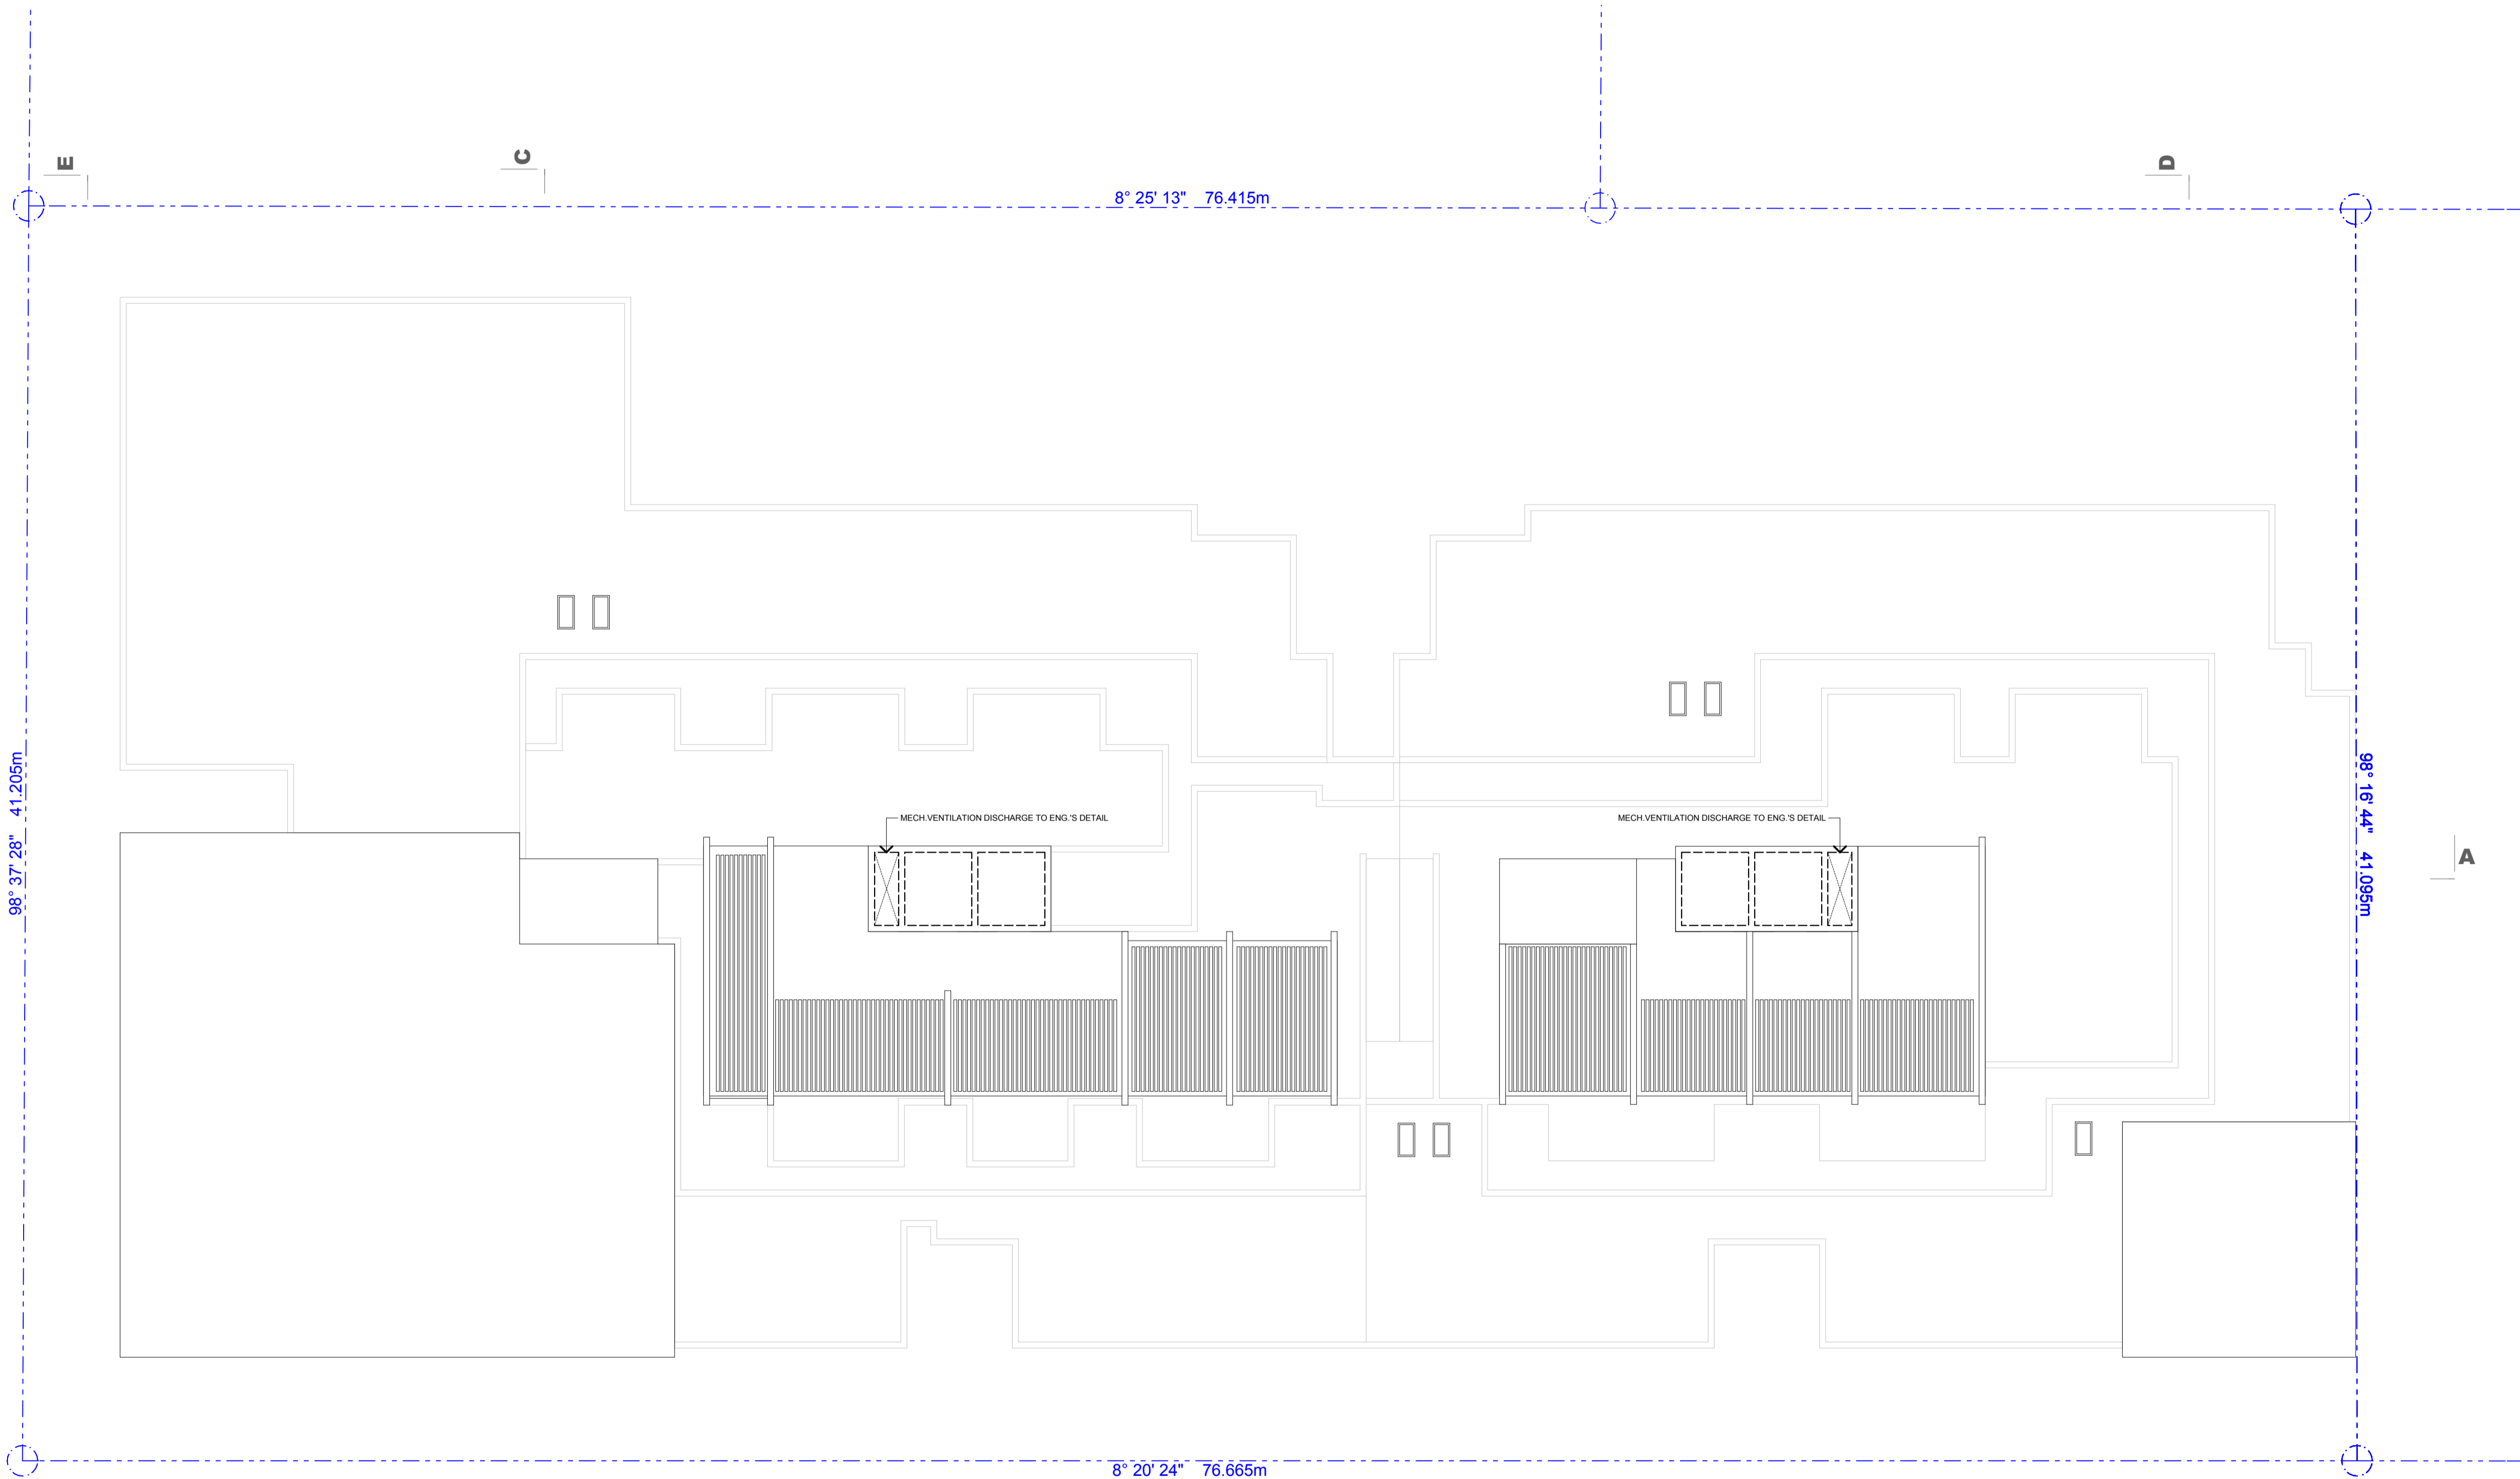 E
C
D
8° 25' 13" 76.415m
98° 37' 28" 41.205m
MECH.VENTILATION DISCHARGE TO ENG.'S DETAIL
MECH.VENTILATION DISCHARGE TO ENG.'S DETAIL
98° 16' 44" 41.095m
A
8° 20' 24" 76.665m